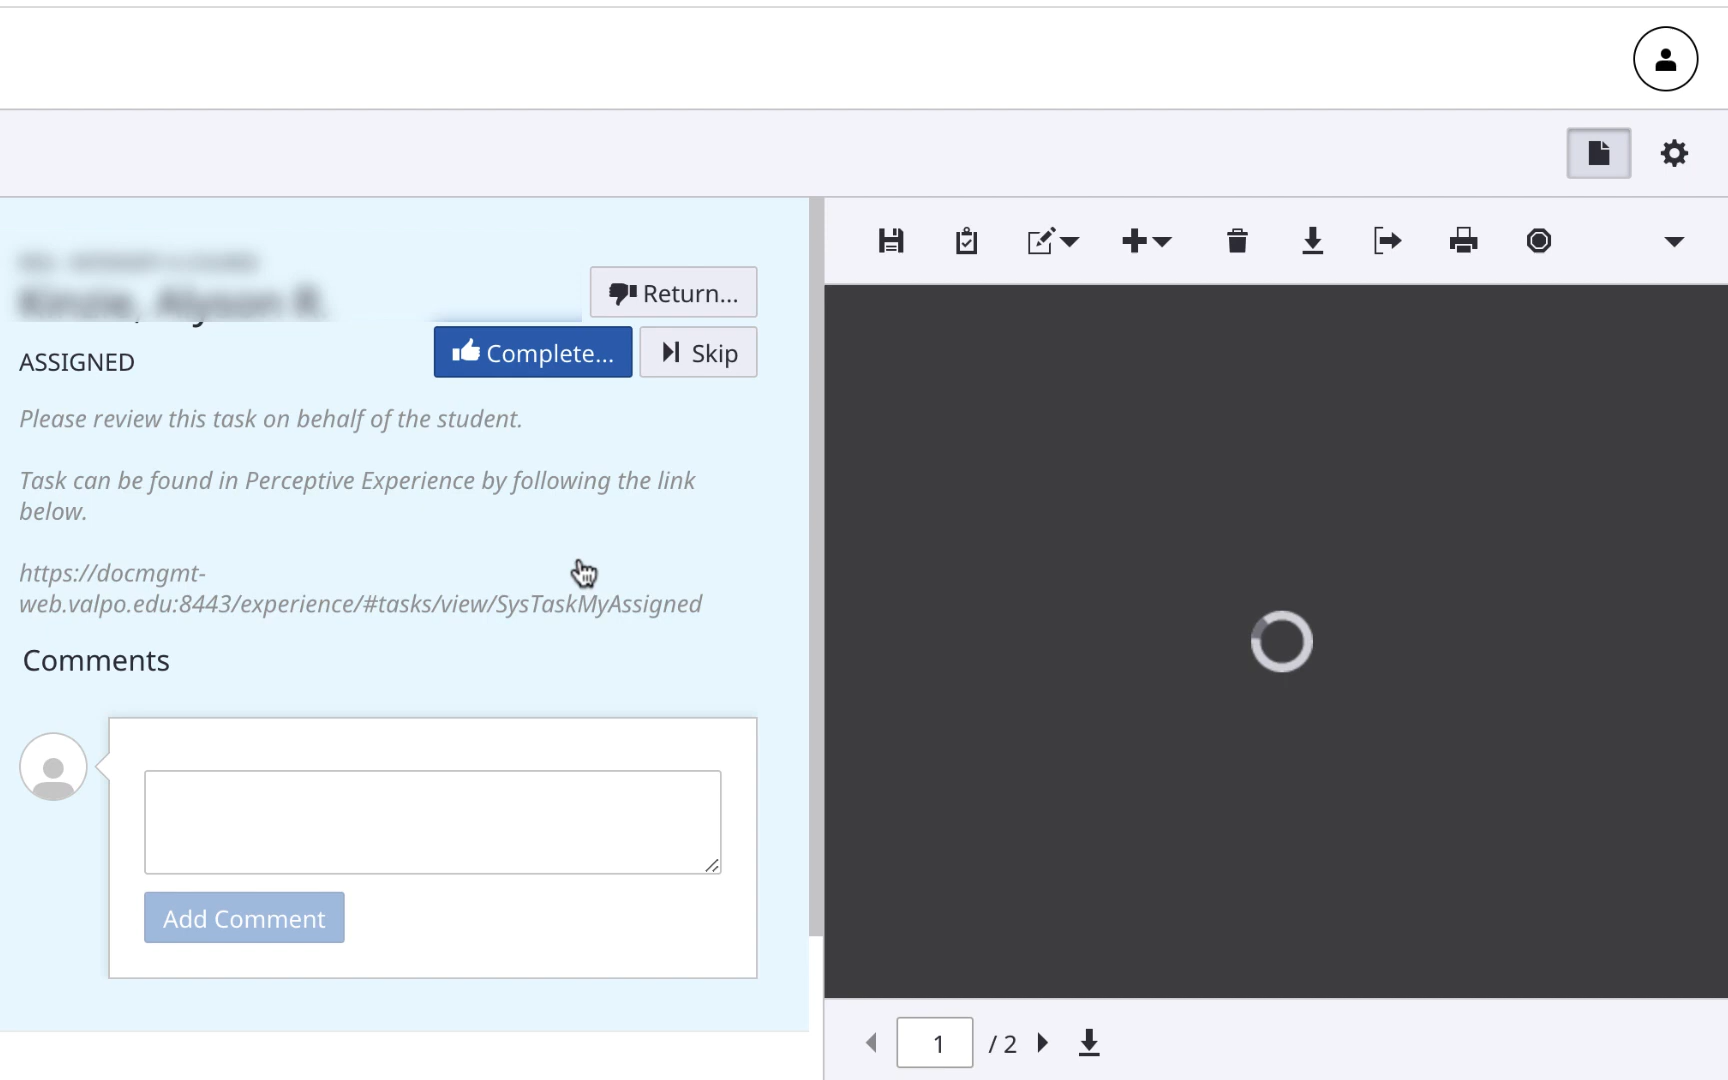 Return...
Complete...
Skip
ASSIGNED
Please review this task on behalf of the student.
Task can be found in Perceptive Experience by following the link
below.
https://docmgmt-
web.valpo.edu:8443/experience/#tasks/view/SysTaskMyAssigned
Comments
Add Comment
1 / 2